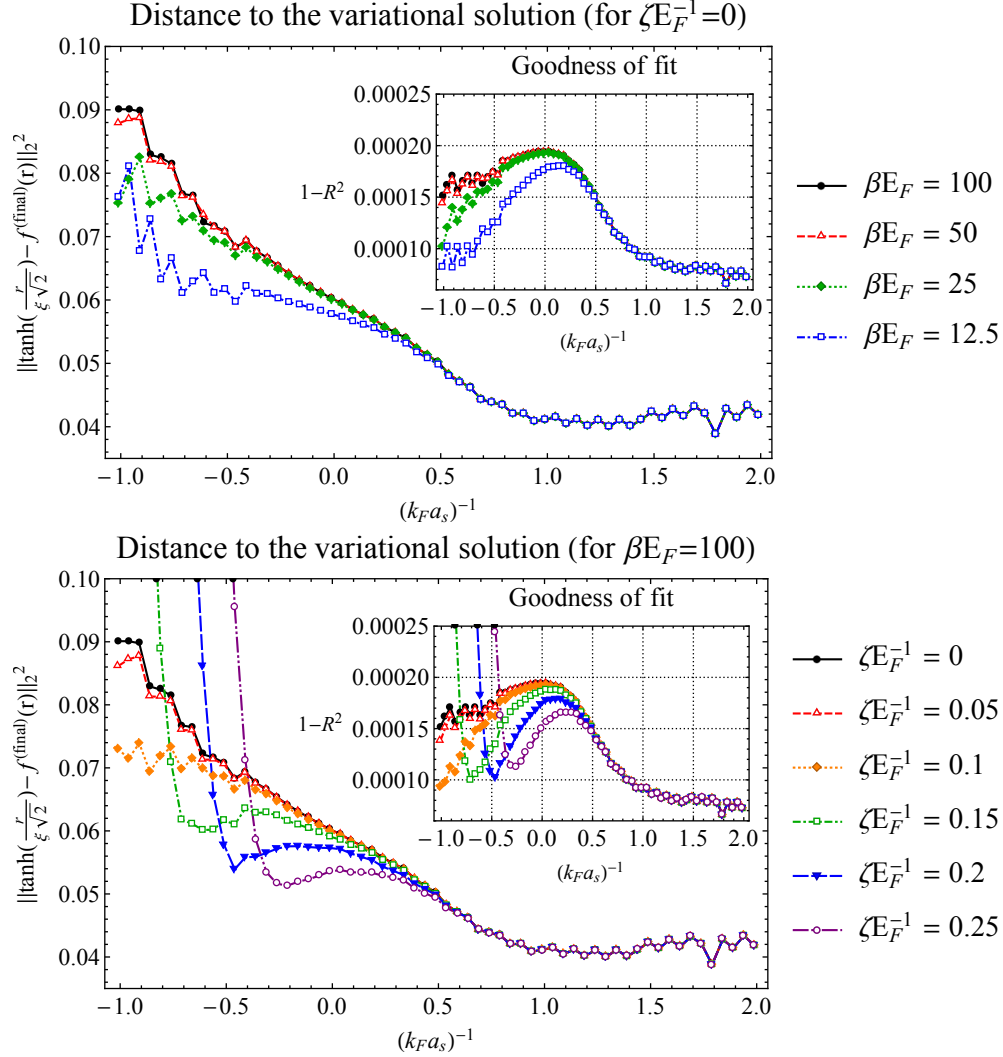 Distance to the variational solution (for ζE_F^{-1}=0)
||tanh(\frac{r}{ξ√2}) − f^{(final)}(r)||_2^2
0.10
0.09
0.08
0.07
0.06
0.05
0.04
−1.0 −0.5 0.0 0.5 1.0 1.5 2.0
(k_F a_s)^{−1}
Goodness of fit
1−R^2
0.00025
0.00020
0.00015
0.00010
−1.0 −0.5 0.0 0.5 1.0 1.5 2.0
(k_F a_s)^{−1}
βE_F = 100
βE_F = 50
βE_F = 25
βE_F = 12.5
Distance to the variational solution (for βE_F=100)
||tanh(\frac{r}{ξ√2}) − f^{(final)}(r)||_2^2
0.10
0.09
0.08
0.07
0.06
0.05
0.04
−1.0 −0.5 0.0 0.5 1.0 1.5 2.0
(k_F a_s)^{−1}
Goodness of fit
1−R^2
0.00025
0.00020
0.00015
0.00010
−1.0 −0.5 0.0 0.5 1.0 1.5 2.0
(k_F a_s)^{−1}
ζE_F^{-1} = 0
ζE_F^{-1} = 0.05
ζE_F^{-1} = 0.1
ζE_F^{-1} = 0.15
ζE_F^{-1} = 0.2
ζE_F^{-1} = 0.25